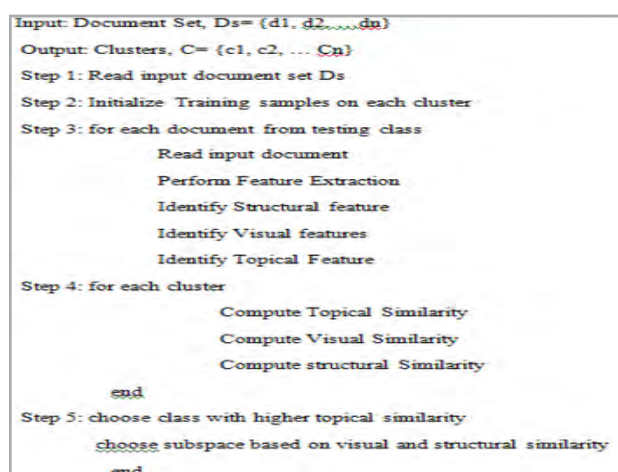 Input: Document Set, Ds= {d1, d2,....dn}
Output: Clusters, C= {c1, c2, ... Cn}
Step 1: Read input document set Ds
Step 2: Initialize Training samples on each cluster
Step 3: for each document from testing class
Read input document
Perform Feature Extraction
Identify Structural feature
Identify Visual features
Identify Topical Feature
Step 4: for each cluster
Compute Topical Similarity
Compute Visual Similarity
Compute structural Similarity
end
Step 5: choose class with higher topical similarity
choose subspace based on visual and structural similarity
end